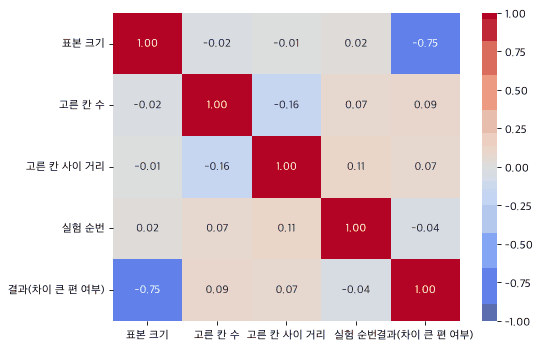 표본 크기 1.00 -0.02 -0.01 0.02 -0.75
고른 칸 수 -0.02 1.00 -0.16 0.07 0.09
고른 칸 사이 거리 -0.01 -0.16 1.00 0.11 0.07
실험 순번 0.02 0.07 0.11 1.00 -0.04
결과(차이 큰 편 여부) -0.75 0.09 0.07 -0.04 1.00
표본 크기 고른 칸 수 고른 칸 사이 거리 실험 순번 결과(차이 큰 편 여부)
1.00
0.75
0.50
0.25
0.00
-0.25
-0.50
-0.75
-1.00